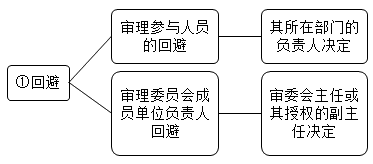 审理参与人员
的回避
其所在部门的
负责人决定
①回避
审理委员会成
员单位负责人
回避
审委会主任或
其授权的副主
任决定